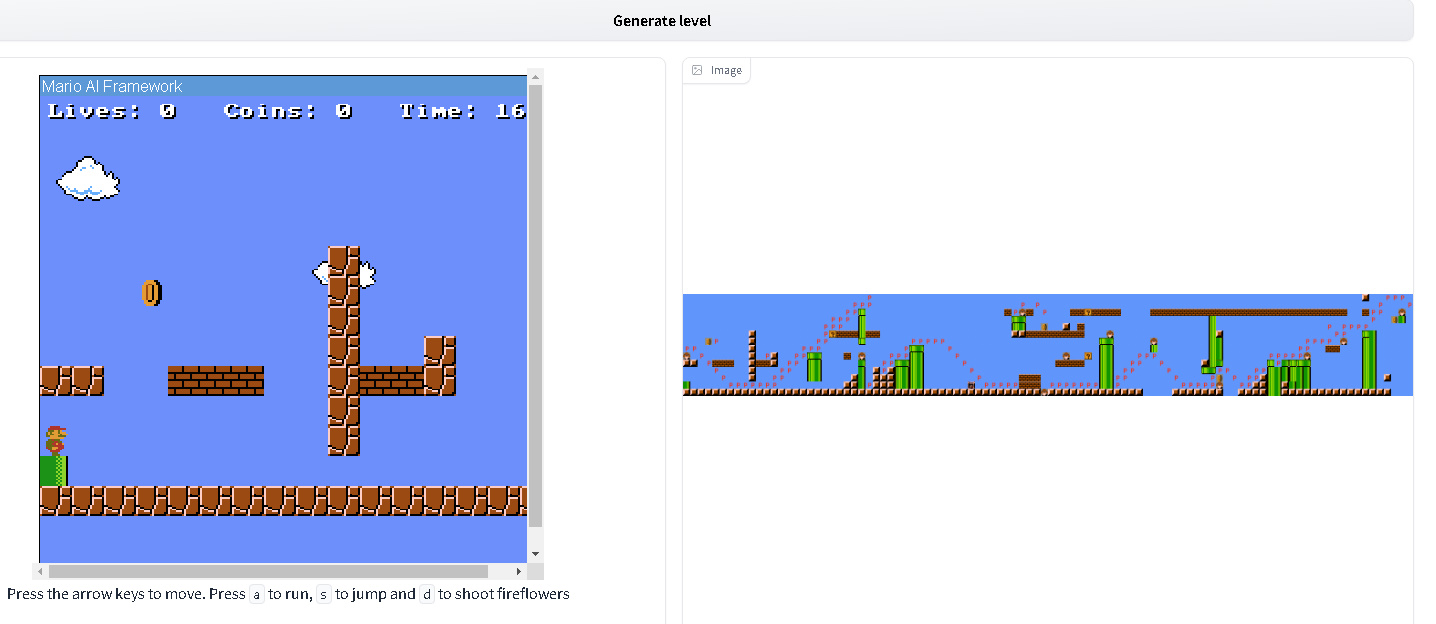 Generate level
Mario AI Framework
Lives: 0 Coins: 0 Time: 16
Image
Press the arrow keys to move. Press a to run, s to jump and d to shoot fireflowers